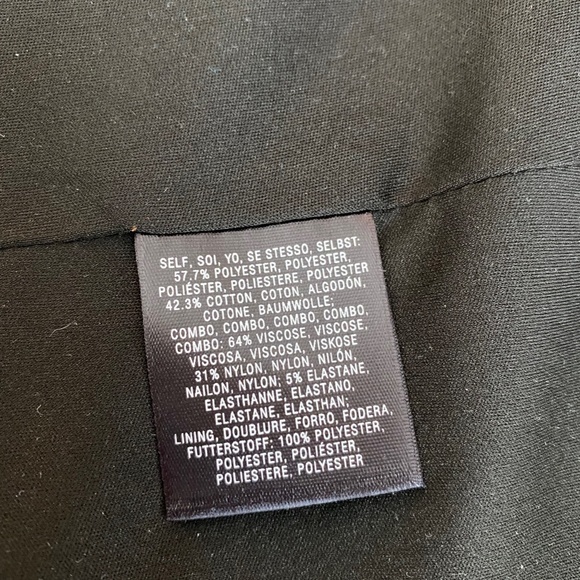 SELF, SOI, YO, SE STESSO, SELBST:
57.7% POLYESTER, POLYESTER,
POLIÉSTER, POLIESTERE, POLYESTER
42.3% COTTON, COTON, ALGODÓN,
COTONE, BAUMWOLLE;
COMBO, COMBO, COMBO, COMBO,
COMBO: 64% VISCOSE, VISCOSE,
VISCOSA, VISCOSA, VISKOSE
31% NYLON, NYLON, NILÓN,
NAILON, NYLON; 5% ELASTANE,
ELASTHANNE, ELASTANO,
ELASTANE, ELASTHAN;
LINING, DOUBLURE, FORRO, FODERA,
FUTTERSTOFF: 100% POLYESTER,
POLYESTER, POLIÉSTER,
POLIESTERE, POLYESTER